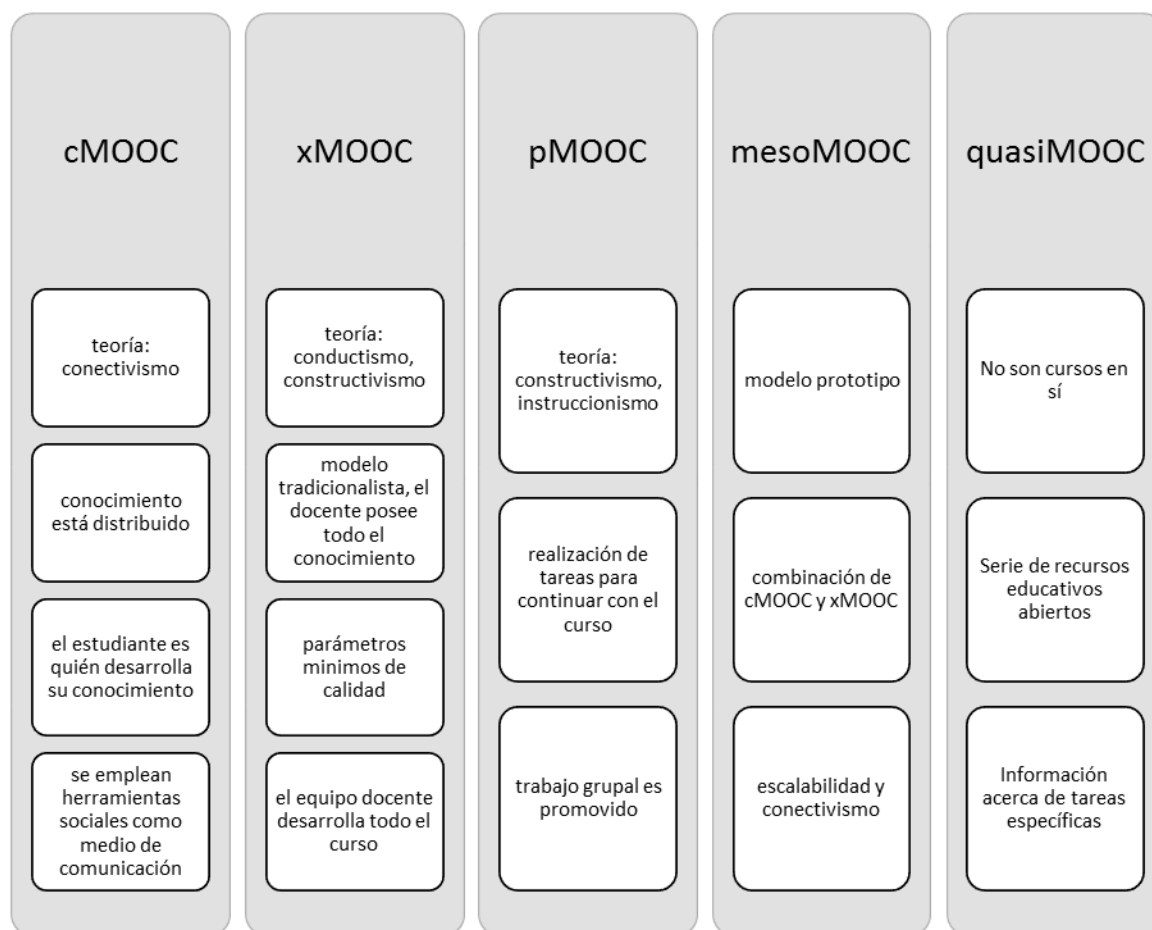 cMOOC
teoría:
conectivismo
conocimiento
está distribuido
el estudiante es
quién desarrolla
su conocimiento
se emplean
herramientas
sociales como
medio de
comunicación
xMOOC
teoría:
conductismo,
constructivismo
modelo
tradicionalista, el
docente posee
todo el
conocimiento
parámetros
minimos de
calidad
el equipo docente
desarrolla todo el
curso
pMOOC
teoría:
constructivismo,
instruccionismo
realización de
tareas para
continuar con el
curso
trabajo grupal es
promovido
mesoMOOC
modelo prototipo
combinación de
cMOOC y xMOOC
escalabilidad y
conectivismo
quasiMOOC
No son cursos en
sí
Serie de recursos
educativos
abiertos
Información
acerca de tareas
específicas